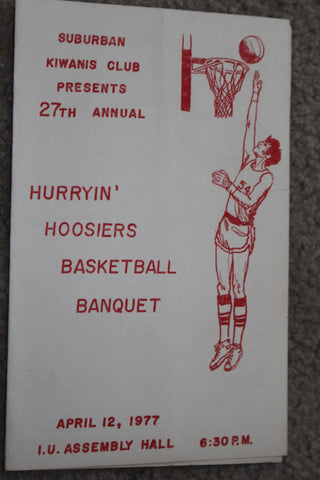 SUBURBAN
KIWANIS CLUB
PRESENTS
27TH ANNUAL
HURRYIN'
HOOSIERS
BASKETBALL
BANQUET
54
APRIL 12, 1977
I.U. ASSEMBLY HALL 6:30 P.M.